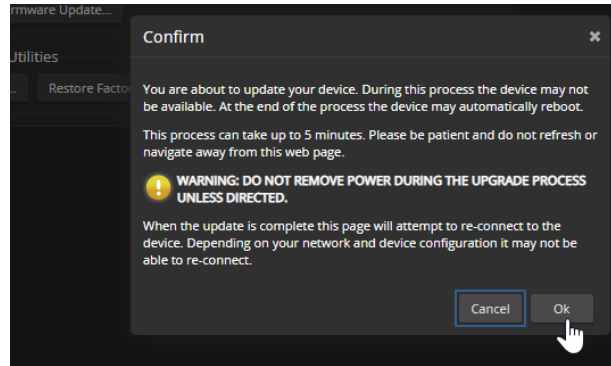 rmware Update...
Confirm
Utilities
... Restore Facto
You are about to update your device. During this process the device may not
be available. At the end of the process the device may automatically reboot.
This process can take up to 5 minutes. Please be patient and do not refresh or
navigate away from this web page.
WARNING: DO NOT REMOVE POWER DURING THE UPGRADE PROCESS
UNLESS DIRECTED.
When the update is complete this page will attempt to re-connect to the
device. Depending on your network and device configuration it may not be
able to re-connect.
Cancel Ok